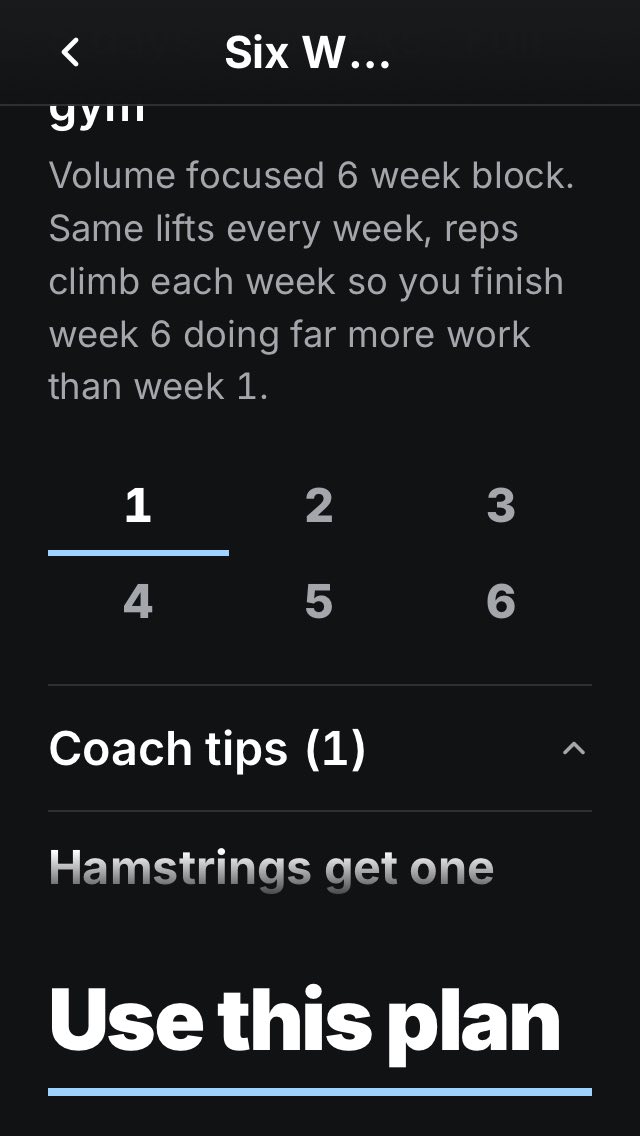 Six W...
gym
Volume focused 6 week block.
Same lifts every week, reps
climb each week so you finish
week 6 doing far more work
than week 1.
1 2 3
4 5 6
Coach tips (1)
Hamstrings get one
Use this plan